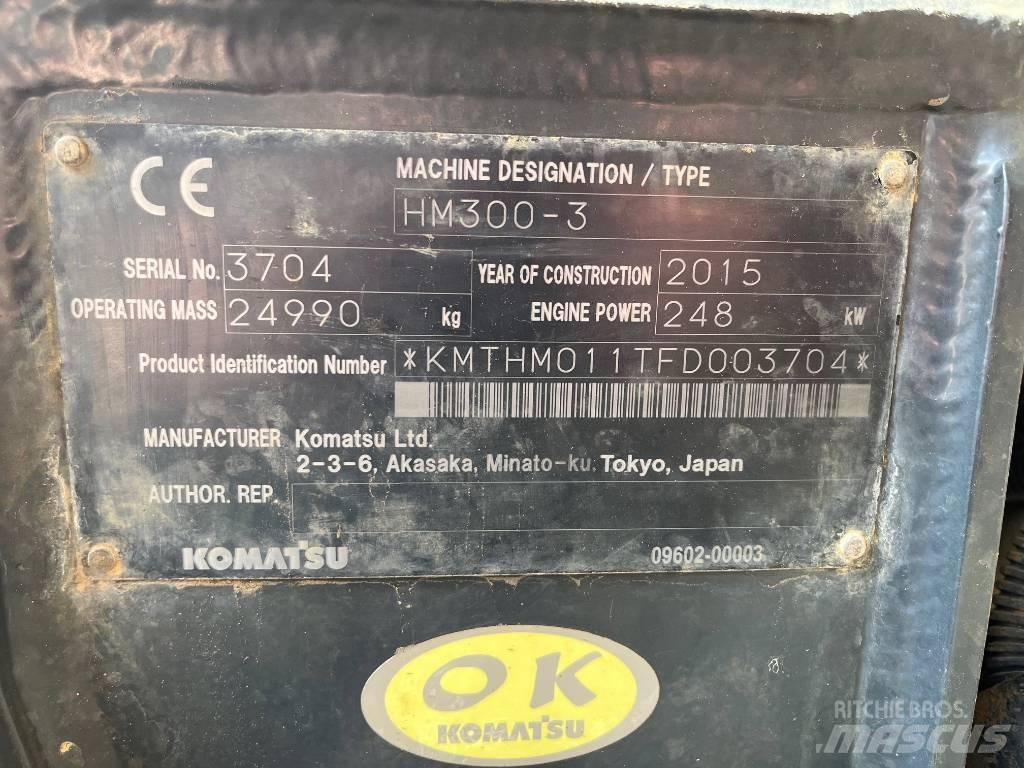 CE
MACHINE DESIGNATION / TYPE
HM300-3
SERIAL No. 3704 YEAR OF CONSTRUCTION 2015
OPERATING MASS 24990 kg ENGINE POWER 248 kW
Product Identification Number *KMTHM011TFD003704*
MANUFACTURER Komatsu Ltd.
2-3-6, Akasaka, Minato-ku, Tokyo, Japan
AUTHOR. REP.
KOMATSU 09602-00003
OK
KOMATSU
RITCHIE BROS.
MASCUS